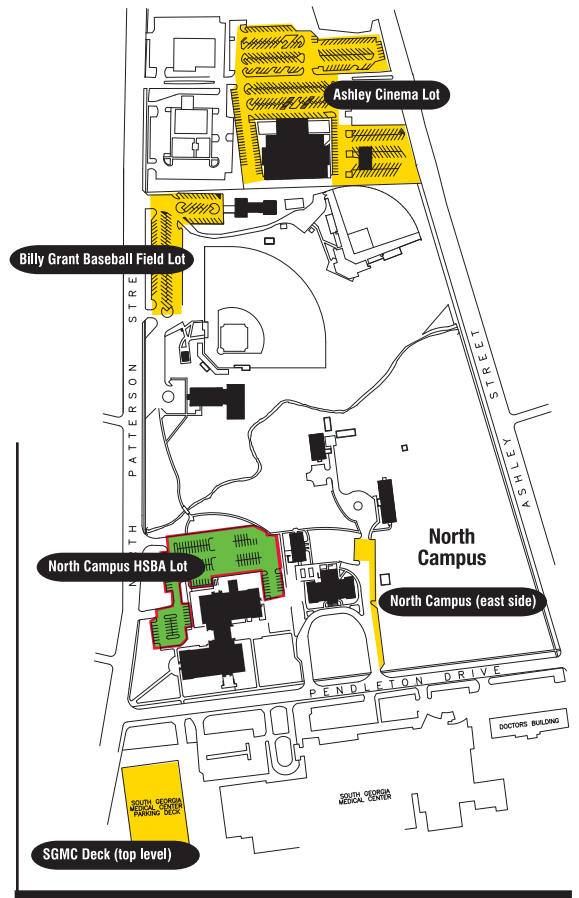 Ashley Cinema Lot
Billy Grant Baseball Field Lot
NORTH PATTERSON STREET
ASHLEY STREET
North
Campus
North Campus HSBA Lot
North Campus (east side)
PENDLETON DRIVE
DOCTORS BUILDING
SOUTH GEORGIA
MEDICAL CENTER
PARKING DECK
SOUTH GEORGIA
MEDICAL CENTER
SGMC Deck (top level)